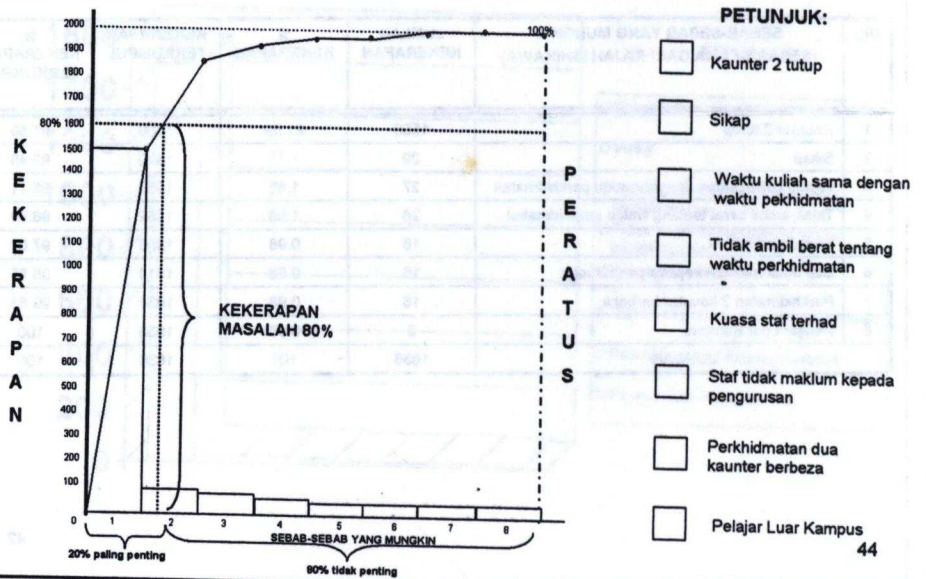 PETUNJUK:
2000
1900
1800
1700
80% 1600
1500
1400
1300
1200
1100
1000
900
800
700
600
500
400
300
200
100
0
KEKERAPAN
100%
PERATUS
KEKERAPAN
MASALAH 80%
1 2 3 4 5 6 7 8
SEBAB-SEBAB YANG MUNGKIN
20% paling penting
80% tidak penting
Kaunter 2 tutup
Sikap
Waktu kuliah sama dengan
waktu pekhidmatan
Tidak ambil berat tentang
waktu perkhidmatan
Kuasa staf terhad
Staf tidak maklum kepada
pengurusan
Perkhidmatan dua
kaunter berbeza
Pelajar Luar Kampus
44